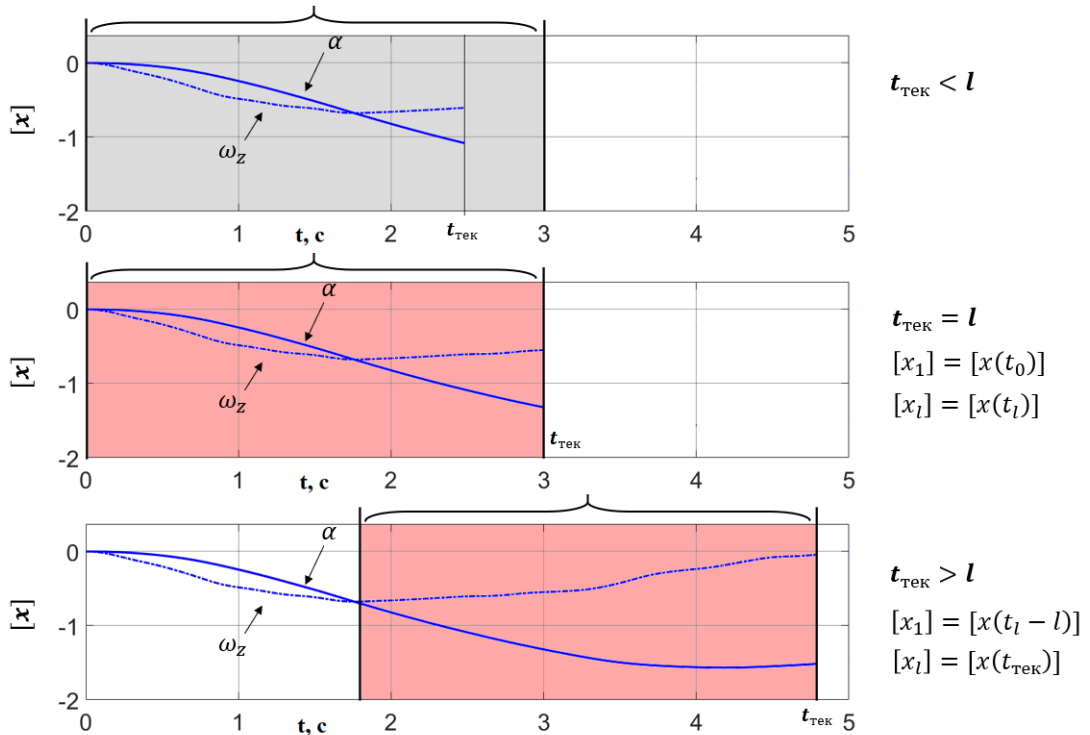 α
ω_z
[x]
0
-1
-2
0 1 2 3 4 5
t, c
t_тек
t_тек < l
α
ω_z
[x]
0
-1
-2
0 1 2 3 4 5
t, c
t_тек
t_тек = l
[x_1] = [x(t_0)]
[x_l] = [x(t_l)]
α
ω_z
[x]
0
-1
-2
0 1 2 3 4 5
t, c
t_тек
t_тек > l
[x_1] = [x(t_l − l)]
[x_l] = [x(t_тек)]